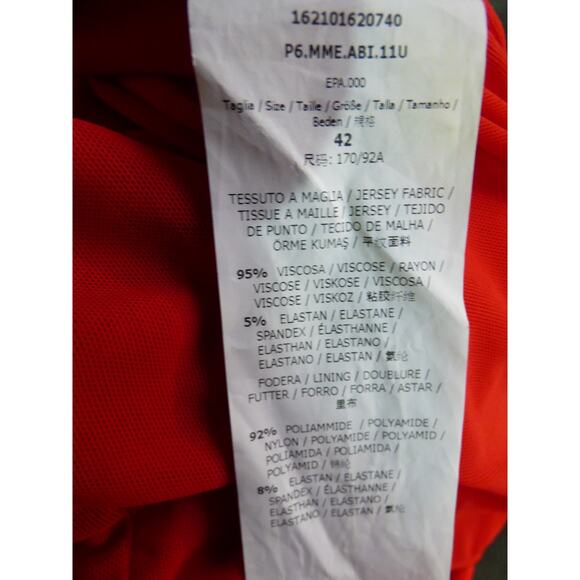 162101620740
P6.MME.ABI.11U
EPA.000
Taglia / Size / Taille / Größe / Talla / Tamanho /
Beden / 規格
42
尺码: 170/92A
TESSUTO A MAGLIA / JERSEY FABRIC /
TISSUE A MAILLE / JERSEY / TEJIDO
DE PUNTO / TECIDO DE MALHA /
ÖRME KUMAŞ / 平纹面料
95% VISCOSA / VISCOSE / RAYON /
VISCOSE / VISKOSE / VISCOSA /
VISCOSE / VISKOZ / 粘胶纤维
5% ELASTAN / ELASTANE /
SPANDEX / ÉLASTHANNE /
ELASTHAN / ELASTANO /
ELASTANO / ELASTAN / 氨纶
FODERA / LINING / DOUBLURE /
FUTTER / FORRO / FORRA / ASTAR /
里布
92% POLIAMMIDE / POLYAMIDE /
NYLON / POLYAMIDE / POLYAMID /
POLIAMIDA / POLIAMIDA /
POLYAMID / 锦纶
8% ELASTAN / ELASTANE /
SPANDEX / ÉLASTHANNE /
ELASTHAN / ELASTANO /
ELASTANO / ELASTAN / 氨纶